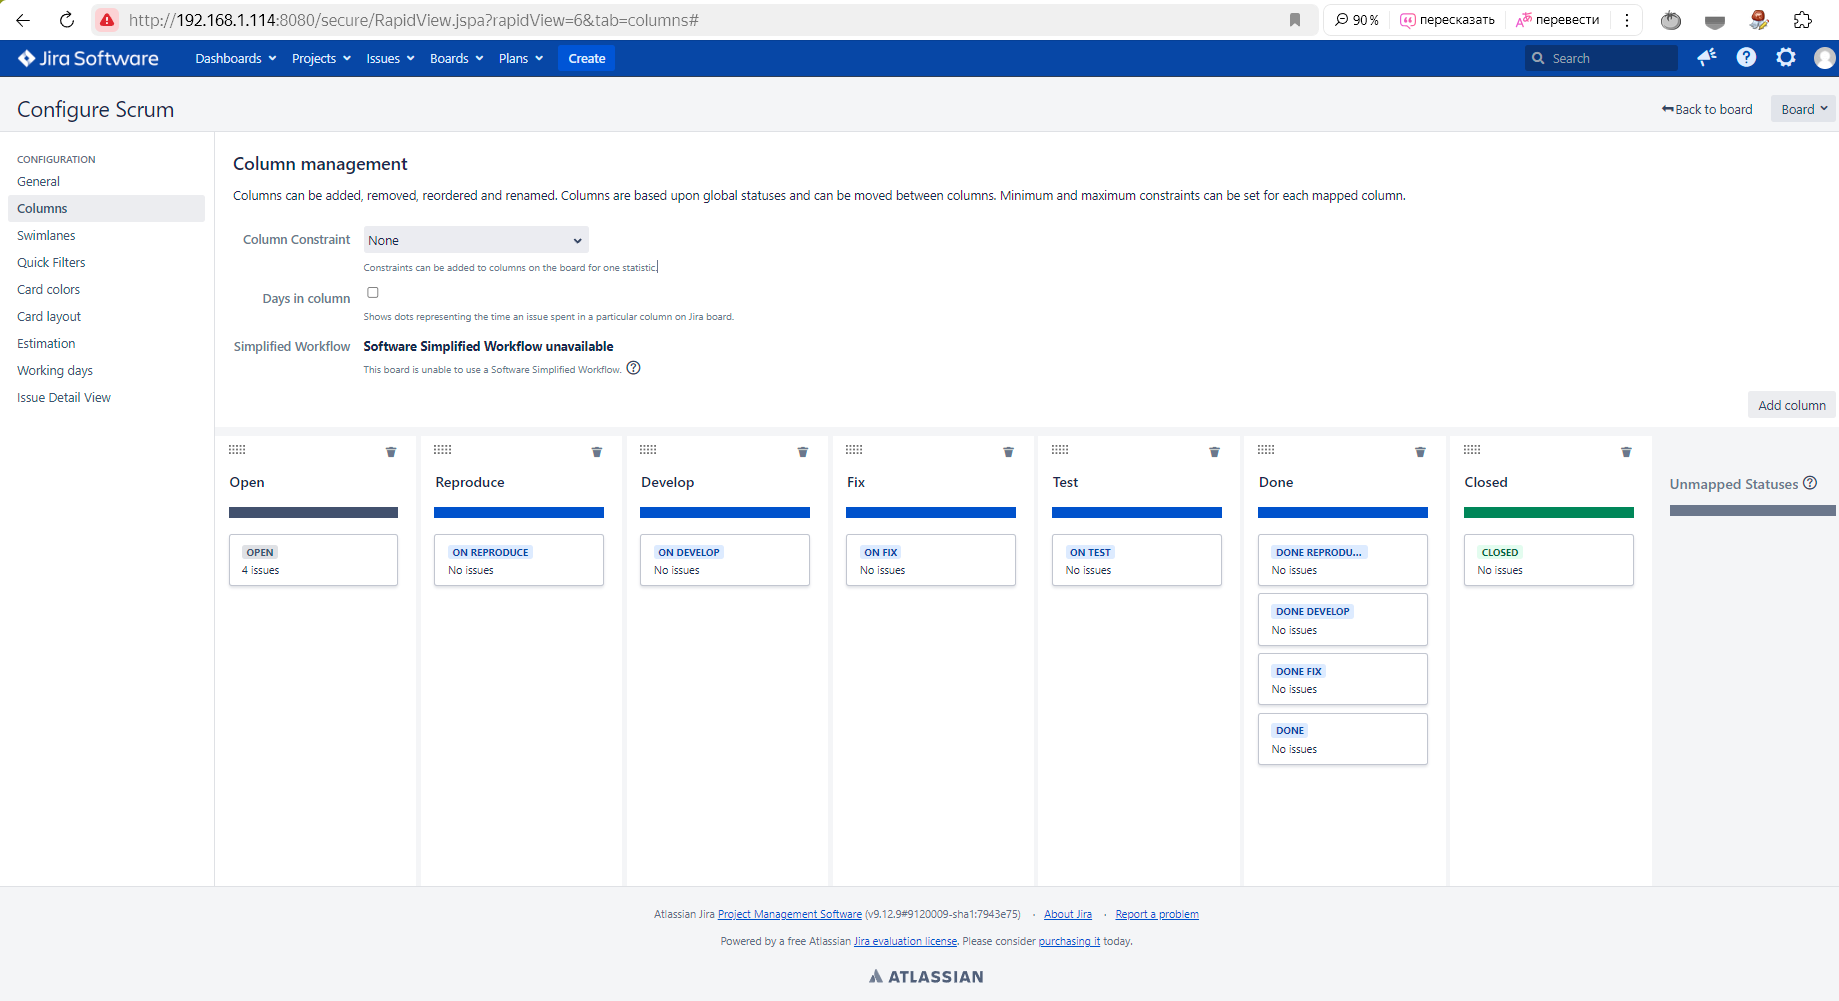 http://192.168.1.114:8080/secure/RapidView.jspa?rapidView=6&tab=columns#
90 %
пересказать
перевести
Jira Software
Dashboards
Projects
Issues
Boards
Plans
Create
Search
Configure Scrum
Back to board
Board
CONFIGURATION
General
Columns
Swimlanes
Quick Filters
Card colors
Card layout
Estimation
Working days
Issue Detail View
Column management
Columns can be added, removed, reordered and renamed. Columns are based upon global statuses and can be moved between columns. Minimum and maximum constraints can be set for each mapped column.
Column Constraint
None
Constraints can be added to columns on the board for one statistic.
Days in column
Shows dots representing the time an issue spent in a particular column on Jira board.
Simplified Workflow
Software Simplified Workflow unavailable
This board is unable to use a Software Simplified Workflow.
Add column
Open
OPEN
4 issues
Reproduce
ON REPRODUCE
No issues
Develop
ON DEVELOP
No issues
Fix
ON FIX
No issues
Test
ON TEST
No issues
Done
DONE REPRODU...
No issues
DONE DEVELOP
No issues
DONE FIX
No issues
DONE
No issues
Closed
CLOSED
No issues
Unmapped Statuses
Atlassian Jira Project Management Software (v9.12.9#9120009-sha1:7943e75) · About Jira · Report a problem
Powered by a free Atlassian Jira evaluation license. Please consider purchasing it today.
ATLASSIAN